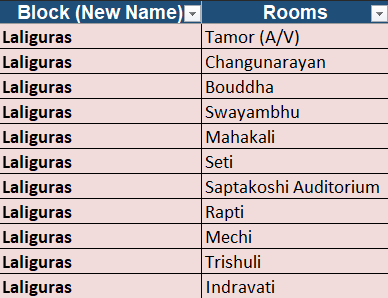 Block (New Name) Rooms
Laliguras Tamor (A/V)
Laliguras Changunarayan
Laliguras Bouddha
Laliguras Swayambhu
Laliguras Mahakali
Laliguras Seti
Laliguras Saptakoshi Auditorium
Laliguras Rapti
Laliguras Mechi
Laliguras Trishuli
Laliguras Indravati